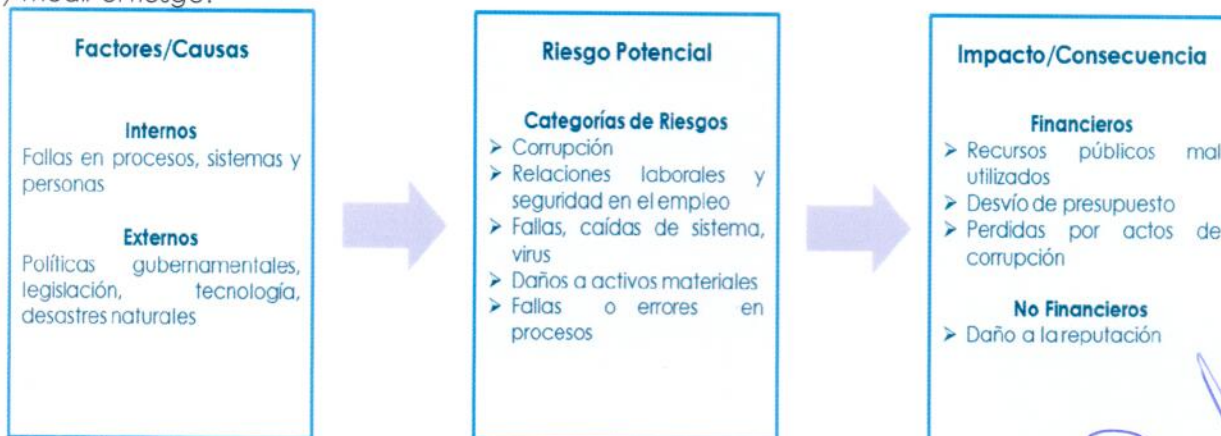 y medir el riesgo:
Factores/Causas
Internos
Fallas en procesos, sistemas y
personas
Externos
Políticas gubernamentales,
legislación, tecnología,
desastres naturales
Riesgo Potencial
Categorías de Riesgos
➤ Corrupción
➤ Relaciones laborales y
seguridad en el empleo
➤ Fallas, caídas de sistema,
virus
➤ Daños a activos materiales
➤ Fallas o errores en
procesos
Impacto/Consecuencia
Financieros
➤ Recursos públicos mal
utilizados
➤ Desvío de presupuesto
➤ Perdidas por actos de
corrupción
No Financieros
➤ Daño a la reputación